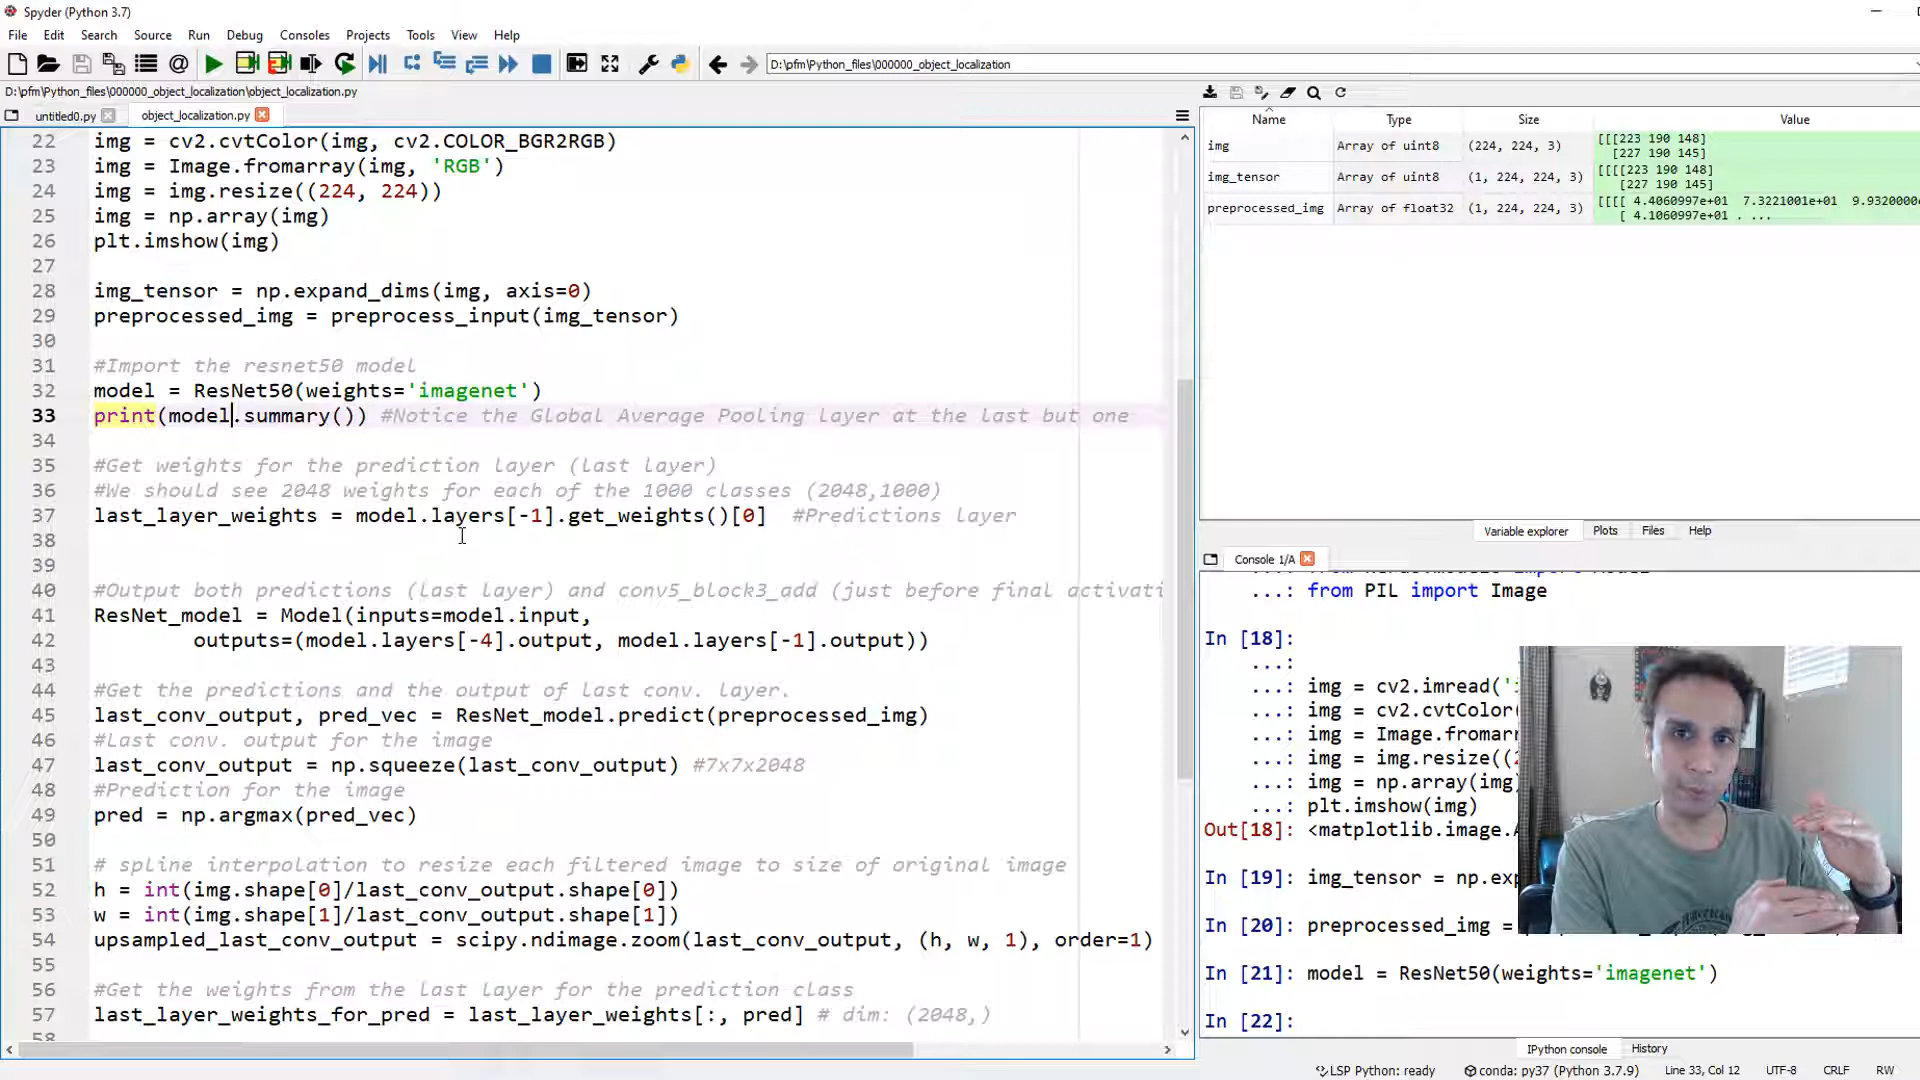 Spyder (Python 3.7)
File Edit Search Source Run Debug Consoles Projects Tools View Help
D:\pfm\Python_files\000000_object_localization
D:\pfm\Python_files\000000_object_localization\object_localization.py
untitled0.py object_localization.py
22 img = cv2.cvtColor(img, cv2.COLOR_BGR2RGB)
23 img = Image.fromarray(img, 'RGB')
24 img = img.resize((224, 224))
25 img = np.array(img)
26 plt.imshow(img)
27
28 img_tensor = np.expand_dims(img, axis=0)
29 preprocessed_img = preprocess_input(img_tensor)
30
31 #Import the resnet50 model
32 model = ResNet50(weights='imagenet')
33 print(model.summary()) #Notice the Global Average Pooling Layer at the last but one
34
35 #Get weights for the prediction layer (last layer)
36 #We should see 2048 weights for each of the 1000 classes (2048,1000)
37 last_layer_weights = model.layers[-1].get_weights()[0] #Predictions layer
38
39
40 #Output both predictions (last layer) and conv5_block3_add (just before final activati
41 ResNet_model = Model(inputs=model.input,
42 outputs=(model.layers[-4].output, model.layers[-1].output))
43
44 #Get the predictions and the output of last conv. layer.
45 last_conv_output, pred_vec = ResNet_model.predict(preprocessed_img)
46 #Last conv. output for the image
47 last_conv_output = np.squeeze(last_conv_output) #7x7x2048
48 #Prediction for the image
49 pred = np.argmax(pred_vec)
50
51 # spline interpolation to resize each filtered image to size of original image
52 h = int(img.shape[0]/last_conv_output.shape[0])
53 w = int(img.shape[1]/last_conv_output.shape[1])
54 upsampled_last_conv_output = scipy.ndimage.zoom(last_conv_output, (h, w, 1), order=1)
55
56 #Get the weights from the last layer for the prediction class
57 last_layer_weights_for_pred = last_layer_weights[:, pred] # dim: (2048,)
58
Name Type Size Value
img Array of uint8 (224, 224, 3) [[[223 190 148]
[227 190 145]
img_tensor Array of uint8 (1, 224, 224, 3) [[[[223 190 148]
[227 190 145]
preprocessed_img Array of float32 (1, 224, 224, 3) [[[[ 4.4060997e+01 7.3221001e+01 9.9320000e
[ 4.1060997e+01 . ...
Variable explorer Plots Files Help
Console 1/A
...: from PIL import Image
In [18]:
...:
...: img = cv2.imread('
...: img = cv2.cvtColor(
...: img = Image.fromarr
...: img = img.resize((
...: img = np.array(img)
...: plt.imshow(img)
Out[18]: <matplotlib.image.
In [19]: img_tensor = np.exp
In [20]: preprocessed_img =
In [21]: model = ResNet50(weights='imagenet')
In [22]:
IPython console History
LSP Python: ready conda: py37 (Python 3.7.9) Line 33, Col 12 UTF-8 CRLF RW